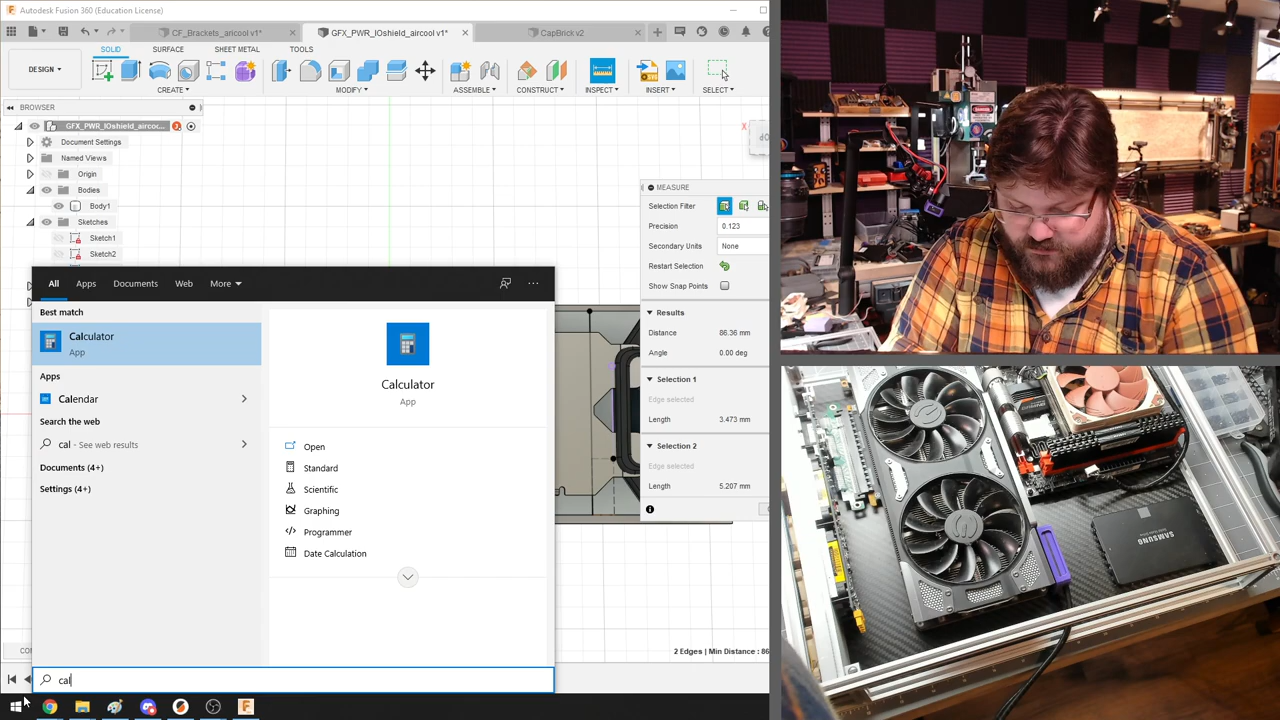 Autodesk Fusion 360 (Education License)
CF_Brackets_aricool v1*
GFX_PWR_IOshield_aircool v1*
CapBrick v2
SOLID
SURFACE
SHEET METAL
TOOLS
DESIGN
CREATE
MODIFY
ASSEMBLE
CONSTRUCT
INSPECT
INSERT
SELECT
BROWSER
GFX_PWR_IOshield_aircoc...
Document Settings
Named Views
Origin
Bodies
Body1
Sketches
Sketch1
Sketch2
X
MEASURE
Selection Filter
Precision
0.123
Secondary Units
None
Restart Selection
Show Snap Points
Results
Distance
86.36 mm
Angle
0.00 deg
Selection 1
Edge selected
Length
3.473 mm
Selection 2
Edge selected
Length
5.207 mm
2 Edges | Min Distance : 86
All
Apps
Documents
Web
More
Best match
Calculator
App
Apps
Calendar
Search the web
cal - See web results
Documents (4+)
Settings (4+)
Calculator
App
Open
Standard
Scientific
Graphing
Programmer
Date Calculation
cal
SAMSUNG